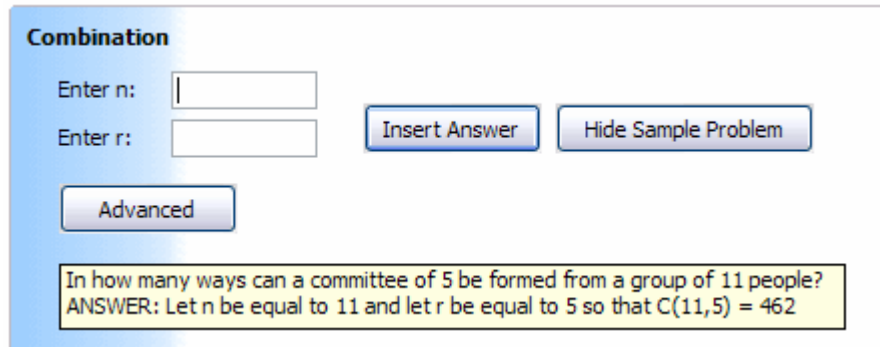 Combination
Enter n:
Enter r:
Insert Answer
Hide Sample Problem
Advanced
In how many ways can a committee of 5 be formed from a group of 11 people?
ANSWER: Let n be equal to 11 and let r be equal to 5 so that C(11,5) = 462